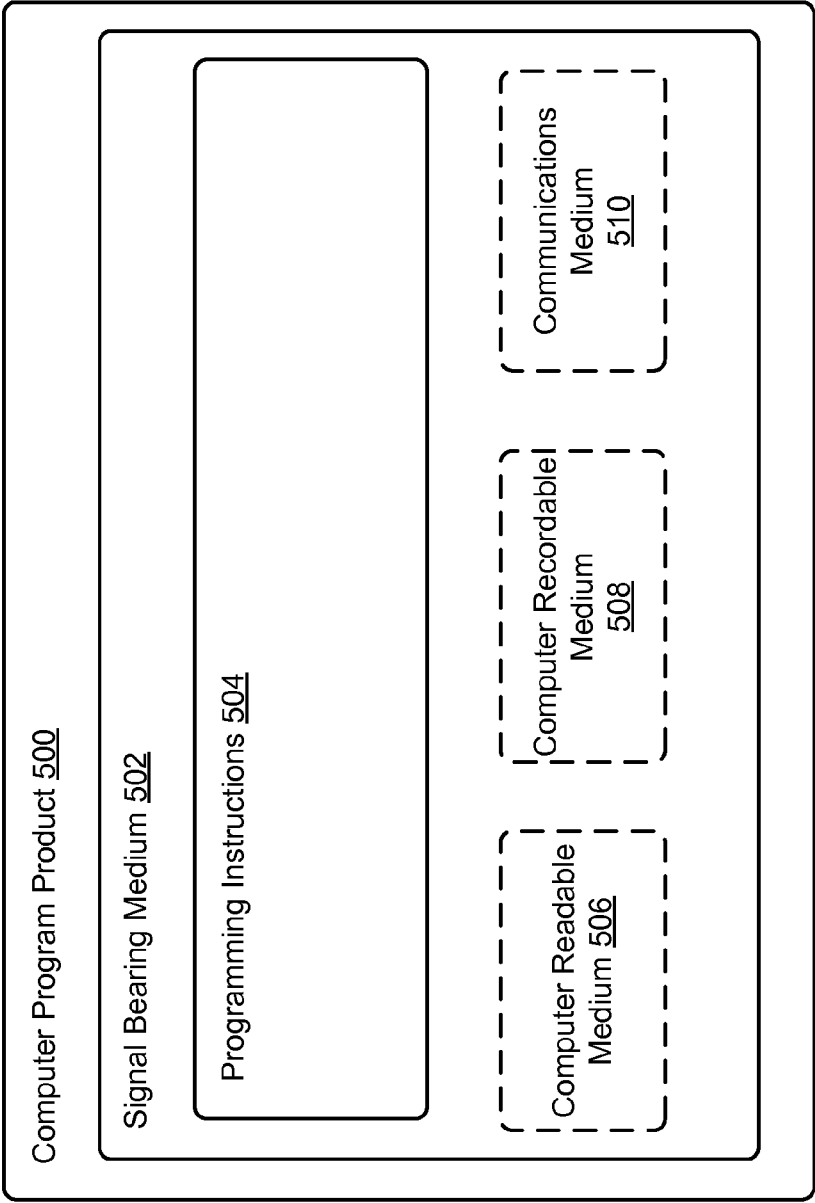 Computer Program Product 500
Signal Bearing Medium 502
Programming Instructions 504
Computer Readable
Medium 506
Computer Recordable
Medium
508
Communications
Medium
510